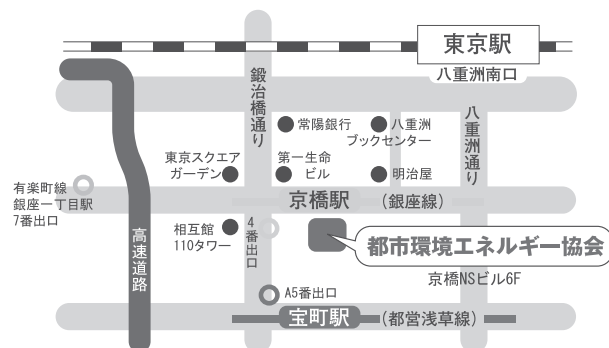 東京駅
八重洲南口
鍛治橋通り
八重洲通り
常陽銀行
八重洲
ブックセンター
東京スクエア
ガーデン
第一生命
ビル
明治屋
有楽町線
銀座一丁目駅
7番出口
京橋駅
(銀座線)
高速道路
相互館
110タワー
4番出口
都市環境エネルギー協会
京橋NSビル6F
A5番出口
宝町駅
(都営浅草線)